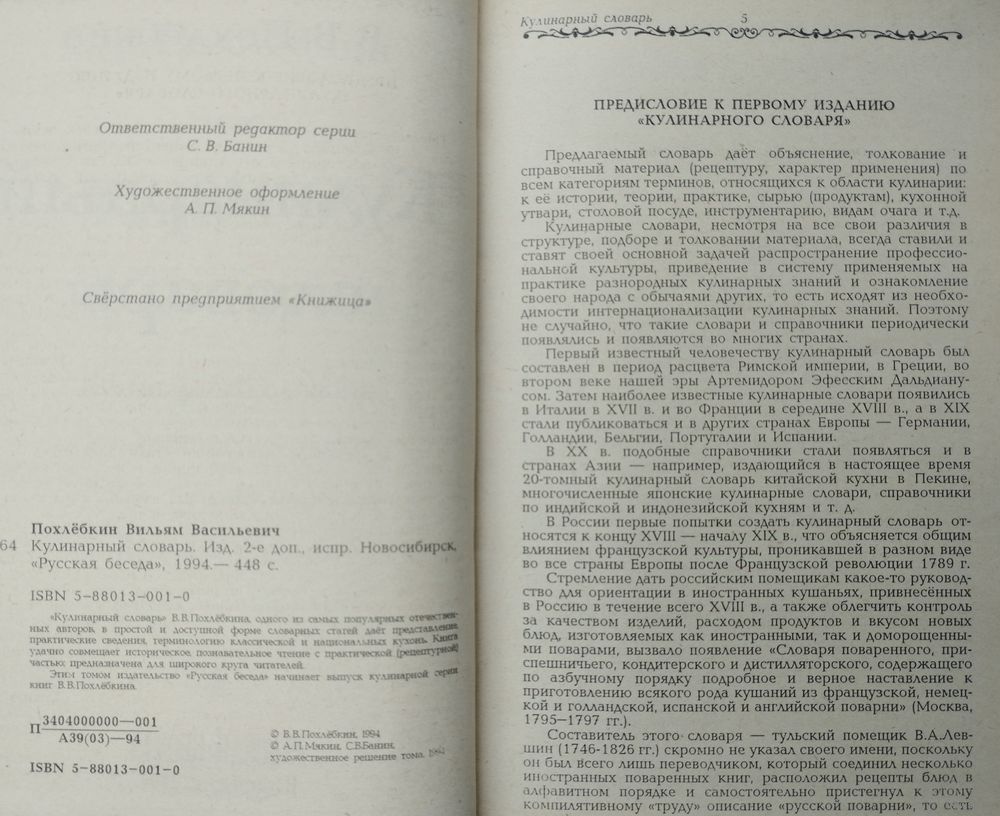 Ответственный редактор серии
С. В. Банин
Художественное оформление
А. П. Мякин
Свёрстано предприятием «Книжица»
Похлёбкин Вильям Васильевич
64 Кулинарный словарь. Изд. 2-е доп., испр. Новосибирск,
«Русская беседа», 1994.— 448 с.
ISBN 5-88013-001-0
«Кулинарный словарь» В.В.Похлёбкина, одного из самых популярных отечествен-
ных авторов, в простой и доступной форме словарных статей даёт представление,
практические сведения, терминологию классической и национальных кухонь. Книга
удачно совмещает историческое, познавательное чтение с практической (рецептурной)
частью; предназначена для широкого круга читателей.
Этим томом издательство «Русская беседа» начинает выпуск кулинарной серии
книг В.В.Похлёбкина.
П 3404000000—001
А39(03)—94
© В.В.Похлёбкин, 1994
© А.П.Мякин, С.В.Банин,
художественное решение тома, 1994
ISBN 5-88013-001-0
Кулинарный словарь 5
ПРЕДИСЛОВИЕ К ПЕРВОМУ ИЗДАНИЮ
«КУЛИНАРНОГО СЛОВАРЯ»
Предлагаемый словарь даёт объяснение, толкование и
справочный материал (рецептуру, характер применения) по
всем категориям терминов, относящихся к области кулинарии:
к её истории, теории, практике, сырью (продуктам), кухонной
утвари, столовой посуде, инструментарию, видам очага и т.д.
Кулинарные словари, несмотря на все свои различия в
структуре, подборе и толковании материала, всегда ставили и
ставят своей основной задачей распространение профессио-
нальной культуры, приведение в систему применяемых на
практике разнородных кулинарных знаний и ознакомление
своего народа с обычаями других, то есть исходят из необхо-
димости интернационализации кулинарных знаний. Поэтому
не случайно, что такие словари и справочники периодически
появлялись и появляются во многих странах.
Первый известный человечеству кулинарный словарь был
составлен в период расцвета Римской империи, в Греции, во
втором веке нашей эры Артемидором Эфесским Дальдиану-
сом. Затем наиболее известные кулинарные словари появились
в Италии в XVII в. и во Франции в середине XVIII в., а в XIX
стали публиковаться и в других странах Европы — Германии,
Голландии, Бельгии, Португалии и Испании.
В XX в. подобные справочники стали появляться и в
странах Азии — например, издающийся в настоящее время
20-томный кулинарный словарь китайской кухни в Пекине,
многочисленные японские кулинарные словари, справочники
по индийской и индонезийской кухням и т. д.
В России первые попытки создать кулинарный словарь от-
носятся к концу XVIII — началу XIX в., что объясняется общим
влиянием французской культуры, проникавшей в разном виде
во все страны Европы после Французской революции 1789 г.
Стремление дать российским помещикам какое-то руковод-
ство для ориентации в иностранных кушаньях, привнесённых
в Россию в течение всего XVIII в., а также облегчить контроль
за качеством изделий, расходом продуктов и вкусом новых
блюд, изготовляемых как иностранными, так и доморощенны-
ми поварами, вызвало появление «Словаря поваренного, при-
спешничьего, кондитерского и дистилляторского, содержащего
по азбучному порядку подробное и верное наставление к
приготовлению всякого рода кушаний из французской, немец-
кой и голландской, испанской и английской поварни» (Москва,
1795–1797 гг.).
Составитель этого словаря — тульский помещик В.А.Лев-
шин (1746-1826 гг.) скромно не указал своего имени, поскольку
он был всего лишь переводчиком, который соединил несколько
иностранных поваренных книг, расположил рецепты блюд в
алфавитном порядке и самостоятельно пристегнул к этому
компилятивному «труду» описание «русской поварни», то есть